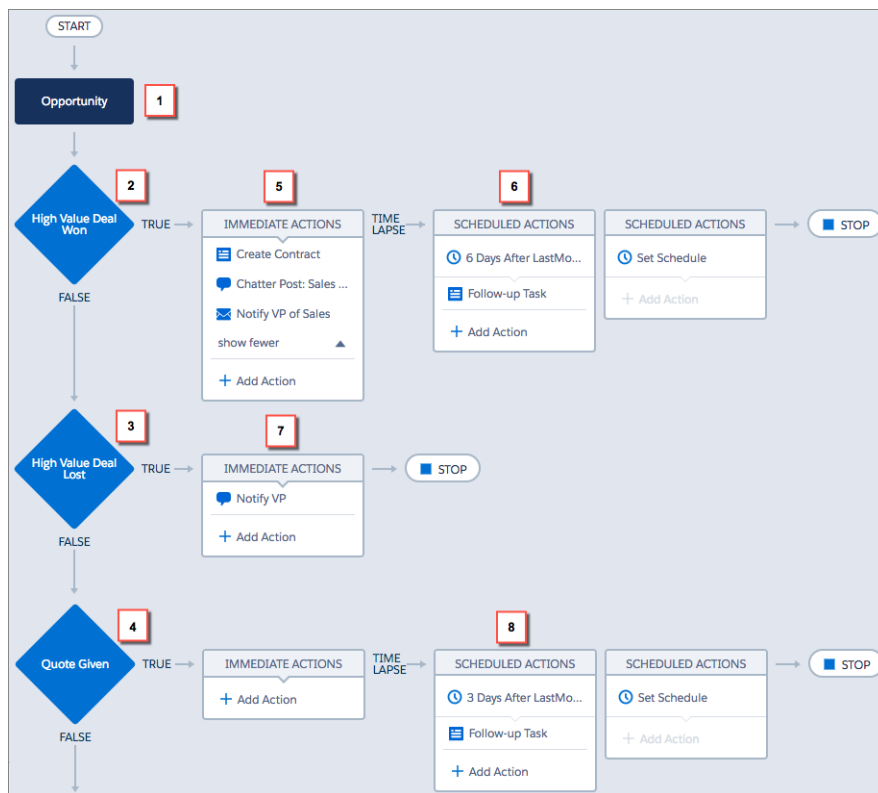 START
Opportunity
1
2
High Value Deal
Won
TRUE
FALSE
5
IMMEDIATE ACTIONS
Create Contract
Chatter Post: Sales ...
Notify VP of Sales
show fewer
+ Add Action
TIME
LAPSE
6
SCHEDULED ACTIONS
6 Days After LastMo...
Follow-up Task
+ Add Action
SCHEDULED ACTIONS
Set Schedule
+ Add Action
STOP
3
High Value Deal
Lost
TRUE
FALSE
7
IMMEDIATE ACTIONS
Notify VP
+ Add Action
STOP
4
Quote Given
TRUE
FALSE
IMMEDIATE ACTIONS
+ Add Action
TIME
LAPSE
8
SCHEDULED ACTIONS
3 Days After LastMo...
Follow-up Task
+ Add Action
SCHEDULED ACTIONS
Set Schedule
+ Add Action
STOP